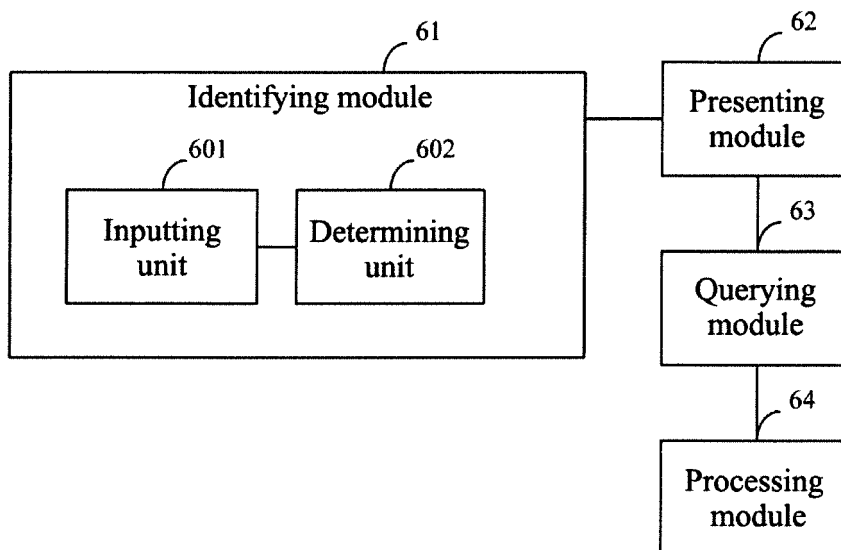 61
Identifying module
601
Inputting
unit
602
Determining
unit
62
Presenting
module
63
Querying
module
64
Processing
module